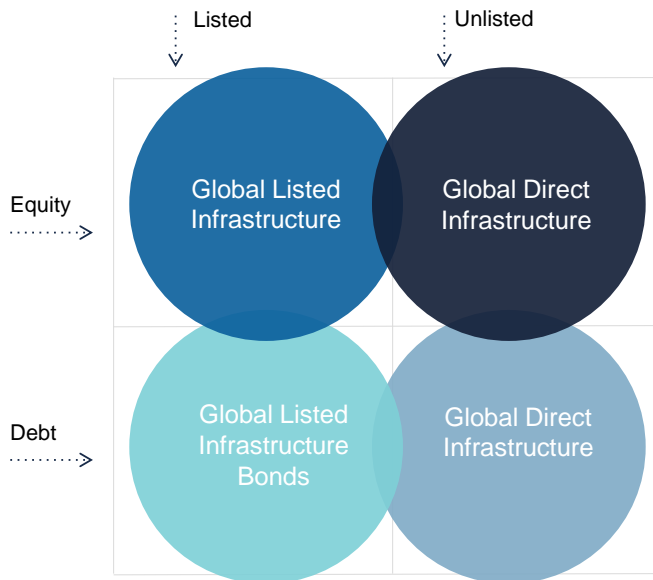 Listed
Unlisted
Equity
Global Listed
Infrastructure
Global Direct
Infrastructure
Debt
Global Listed
Infrastructure
Bonds
Global Direct
Infrastructure